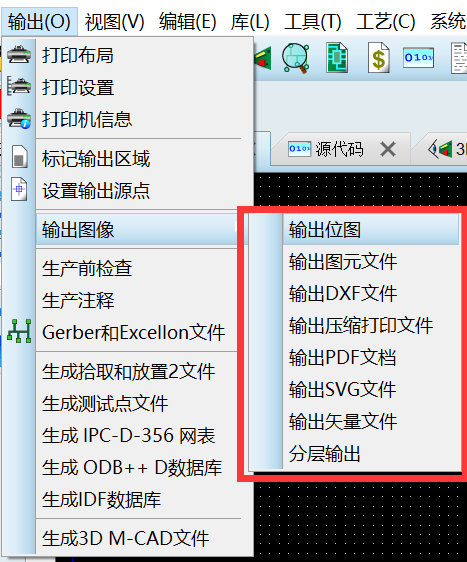 输出(O) 视图(V) 编辑(E) 库(L) 工具(T) 工艺(C) 系统
打印布局
打印设置
打印机信息
标记输出区域
设置输出源点
输出图像
生产前检查
生产注释
Gerber和Excellon文件
生成拾取和放置2文件
生成测试点文件
生成 IPC-D-356 网表
生成 ODB++ D数据库
生成IDF数据库
生成3D M-CAD文件
$ 0101
0101 源代码 3
输出位图
输出图元文件
输出DXF文件
输出压缩打印文件
输出PDF文档
输出SVG文件
输出矢量文件
分层输出